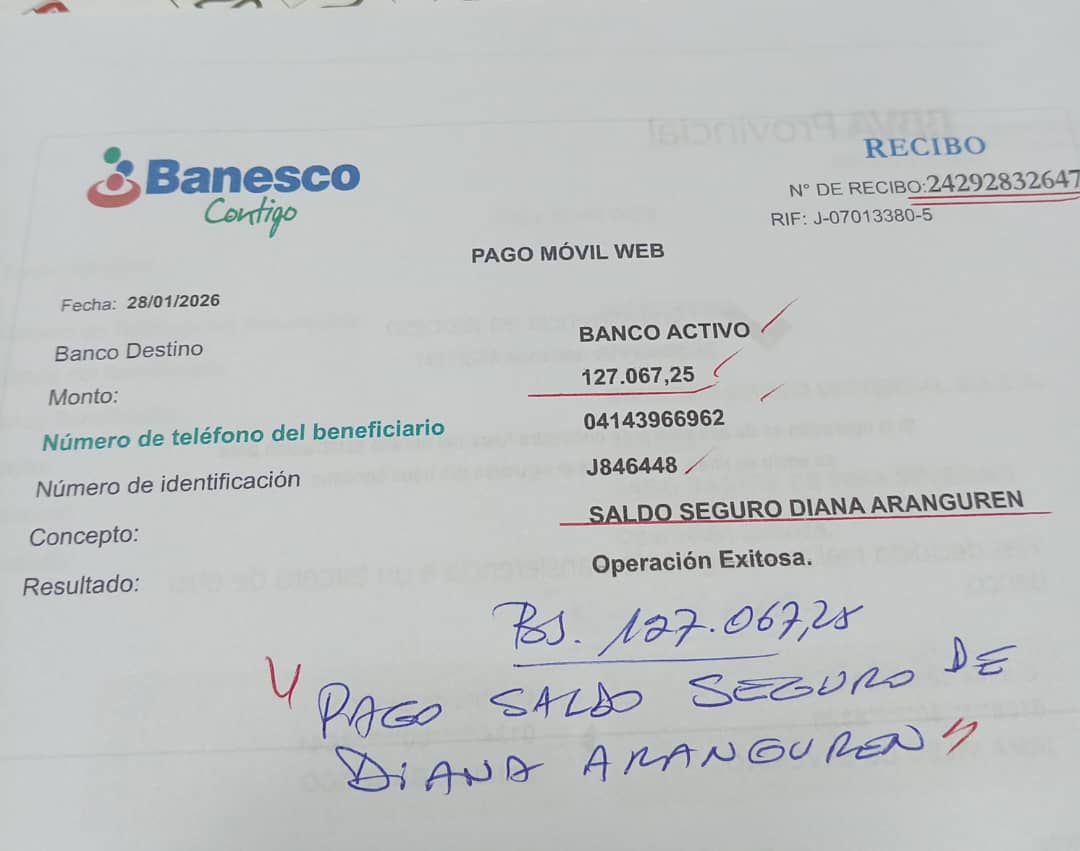 Banesco
Contigo
RECIBO
N° DE RECIBO:24292832647
RIF: J-07013380-5
PAGO MÓVIL WEB
Fecha: 28/01/2026
Banco Destino BANCO ACTIVO
Monto: 127.067,25
Número de teléfono del beneficiario 04143966962
Número de identificación J846448
Concepto: SALDO SEGURO DIANA ARANGUREN
Resultado: Operación Exitosa.
BS. 127.067,25
PAGO SALDO SEGURO DE
DIANA ARANGUREN
BBVA Provincial